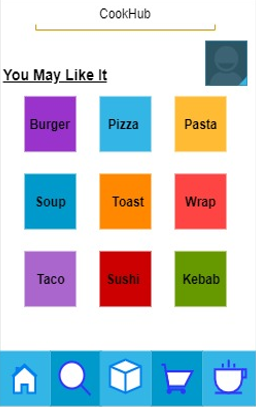 CookHub
You May Like It
Burger Pizza Pasta
Soup Toast Wrap
Taco Sushi Kebab